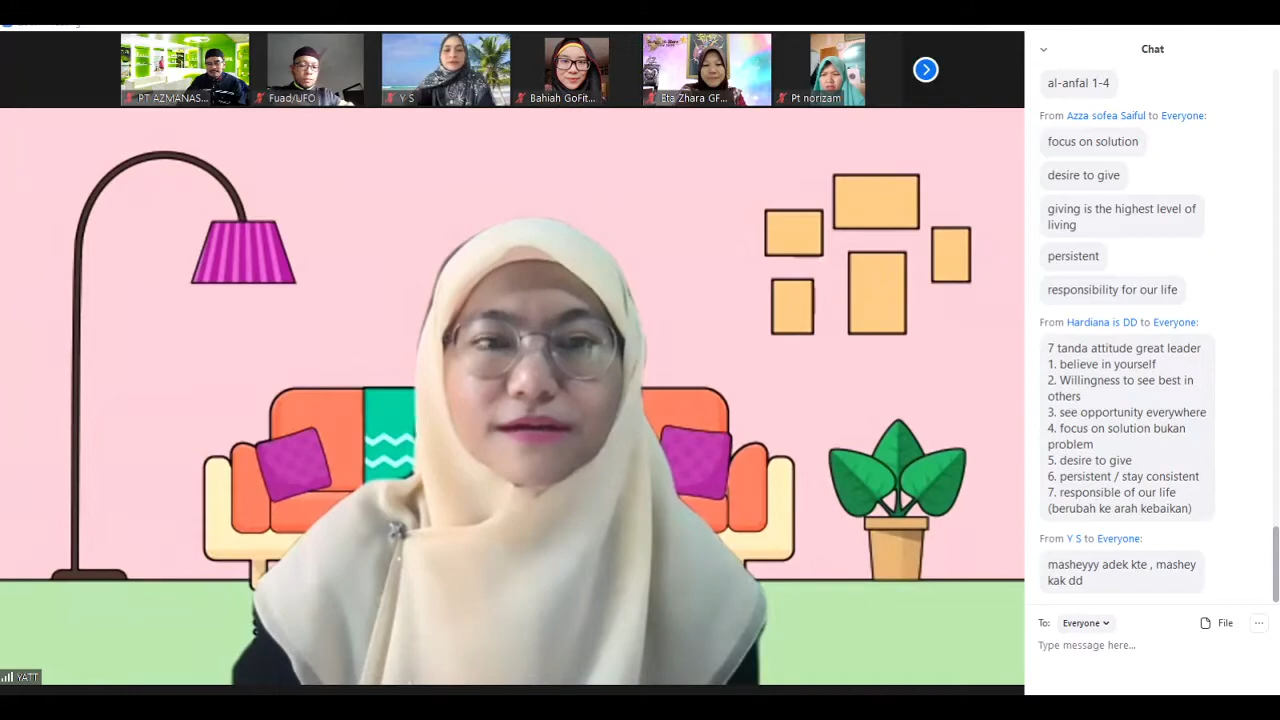 PT AZMANAS...
Fuad/UFO
Y S
Bahiah GoFit...
Eta Zhara GF...
Pt norizam
YATT
Chat
al-anfal 1-4
From Azza sofea Saiful to Everyone:
focus on solution
desire to give
giving is the highest level of
living
persistent
responsibility for our life
From Hardiana is DD to Everyone:
7 tanda attitude great leader
1. believe in yourself
2. Willingness to see best in
others
3. see opportunity everywhere
4. focus on solution bukan
problem
5. desire to give
6. persistent / stay consistent
7. responsible of our life
(berubah ke arah kebaikan)
From Y S to Everyone:
masheyyy adek kte , mashey
kak dd
To: Everyone
File
Type message here...